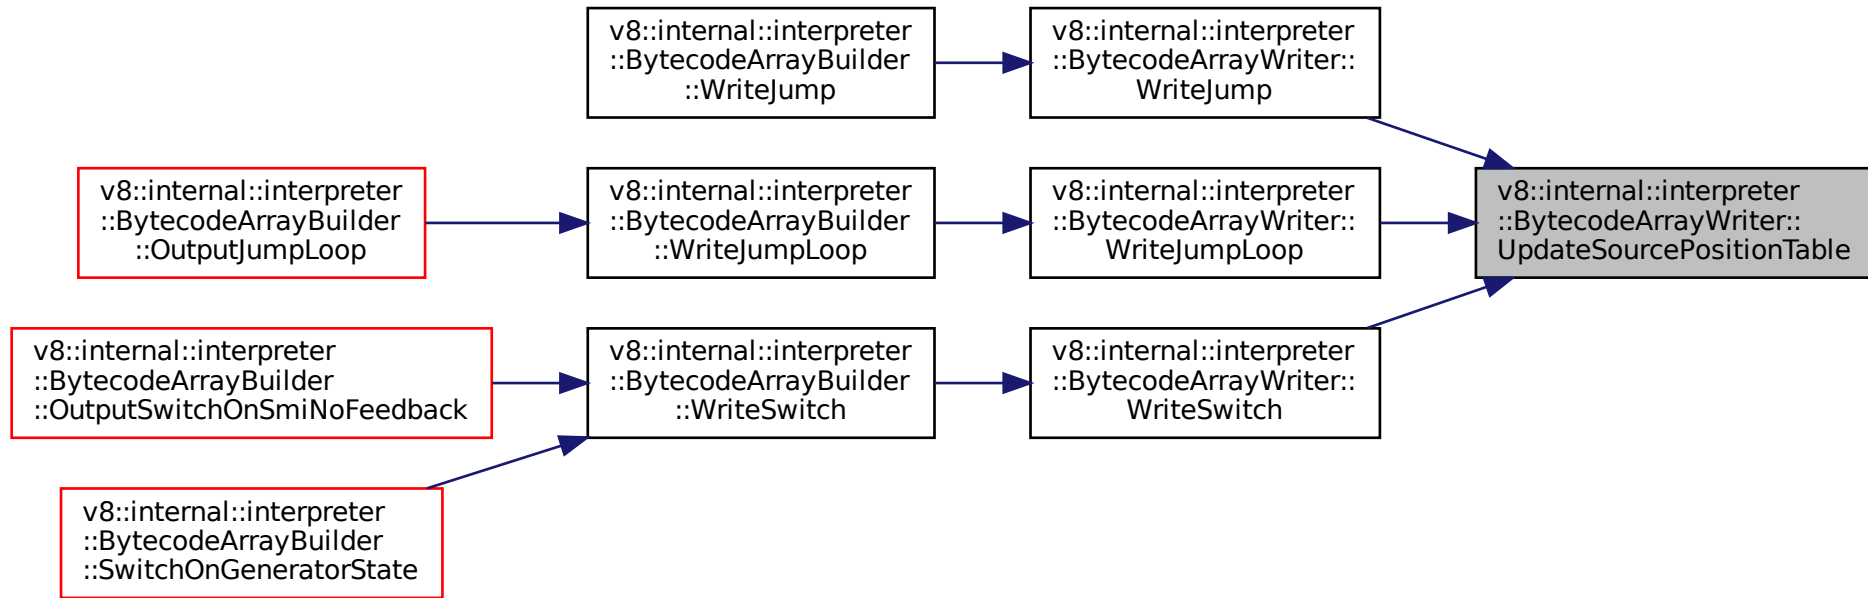 v8::internal::interpreter
::BytecodeArrayBuilder
::WriteJump
v8::internal::interpreter
::BytecodeArrayWriter::
WriteJump
v8::internal::interpreter
::BytecodeArrayBuilder
::OutputJumpLoop
v8::internal::interpreter
::BytecodeArrayBuilder
::WriteJumpLoop
v8::internal::interpreter
::BytecodeArrayWriter::
WriteJumpLoop
v8::internal::interpreter
::BytecodeArrayWriter::
UpdateSourcePositionTable
v8::internal::interpreter
::BytecodeArrayBuilder
::OutputSwitchOnSmiNoFeedback
v8::internal::interpreter
::BytecodeArrayBuilder
::WriteSwitch
v8::internal::interpreter
::BytecodeArrayWriter::
WriteSwitch
v8::internal::interpreter
::BytecodeArrayBuilder
::SwitchOnGeneratorState